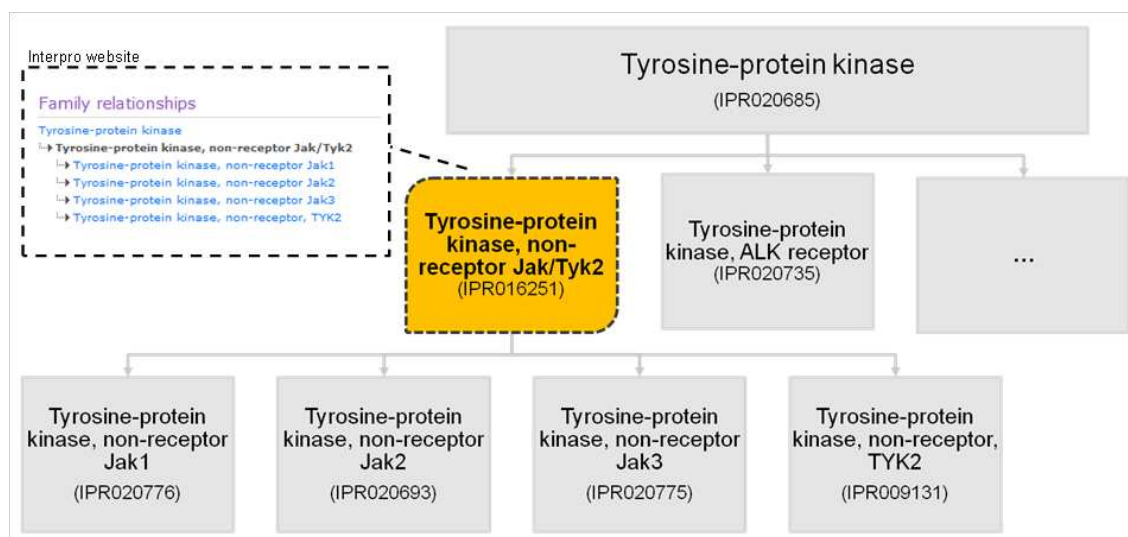 Interpro website
Family relationships
Tyrosine-protein kinase
Tyrosine-protein kinase, non-receptor Jak/Tyk2
Tyrosine-protein kinase, non-receptor Jak1
Tyrosine-protein kinase, non-receptor Jak2
Tyrosine-protein kinase, non-receptor Jak3
Tyrosine-protein kinase, non-receptor, TYK2
Tyrosine-protein kinase
(IPR020685)
Tyrosine-protein
kinase, non-
receptor Jak/Tyk2
(IPR016251)
Tyrosine-protein
kinase, ALK receptor
(IPR020735)
...
Tyrosine-protein
kinase, non-receptor
Jak1
(IPR020776)
Tyrosine-protein
kinase, non-receptor
Jak2
(IPR020693)
Tyrosine-protein
kinase, non-receptor
Jak3
(IPR020775)
Tyrosine-protein
kinase, non-receptor,
TYK2
(IPR009131)